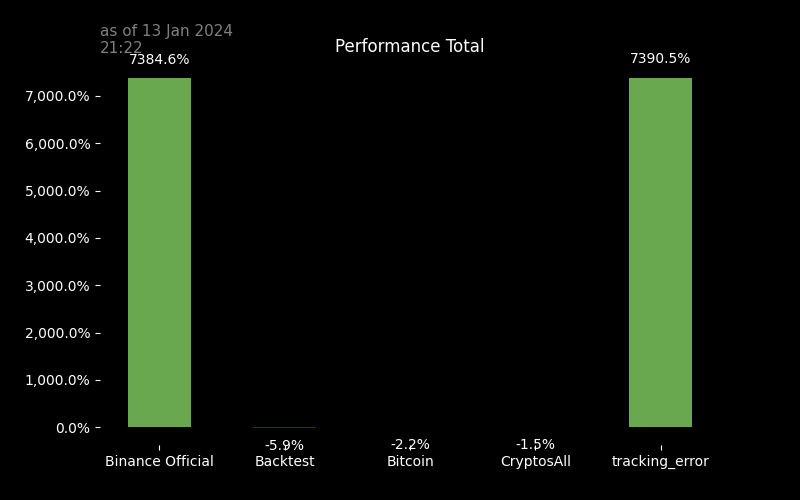 as of 13 Jan 2024
21:22
Performance Total
7384.6%
7390.5%
7,000.0%
6,000.0%
5,000.0%
4,000.0%
3,000.0%
2,000.0%
1,000.0%
0.0%
-5.9%
-2.2%
-1.5%
Binance Official
Backtest
Bitcoin
CryptosAll
tracking_error